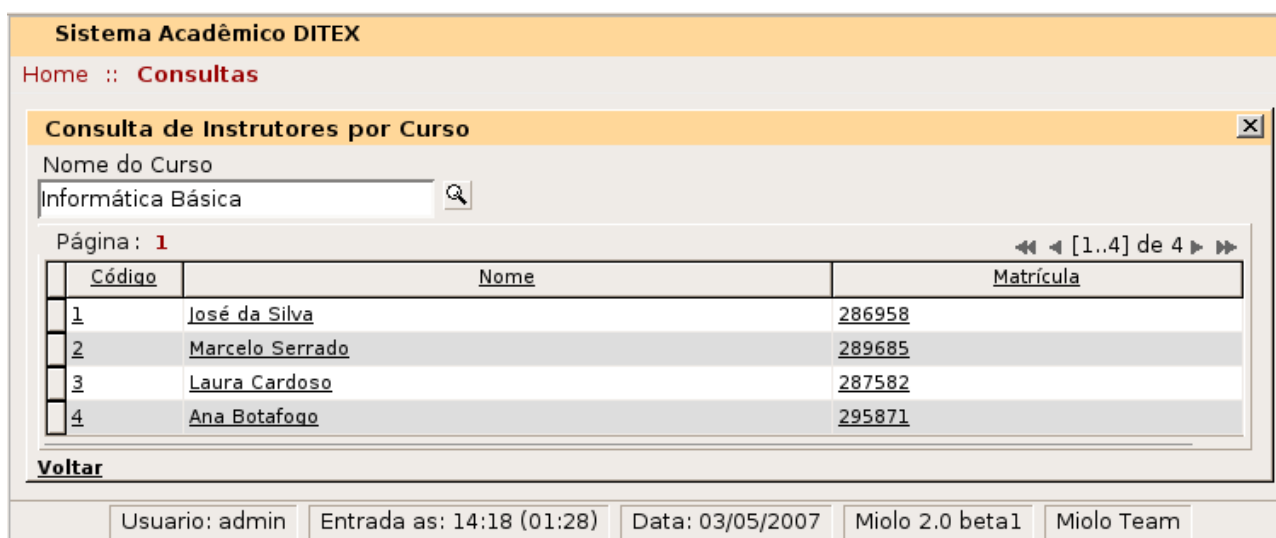 Sistema Acadêmico DITEX
Home :: Consultas
Consulta de Instrutores por Curso
Nome do Curso
Informática Básica
Página: 1 [1..4] de 4
Código Nome Matrícula
1 José da Silva 286958
2 Marcelo Serrado 289685
3 Laura Cardoso 287582
4 Ana Botafogo 295871
Voltar
Usuario: admin Entrada as: 14:18 (01:28) Data: 03/05/2007 Miolo 2.0 beta1 Miolo Team